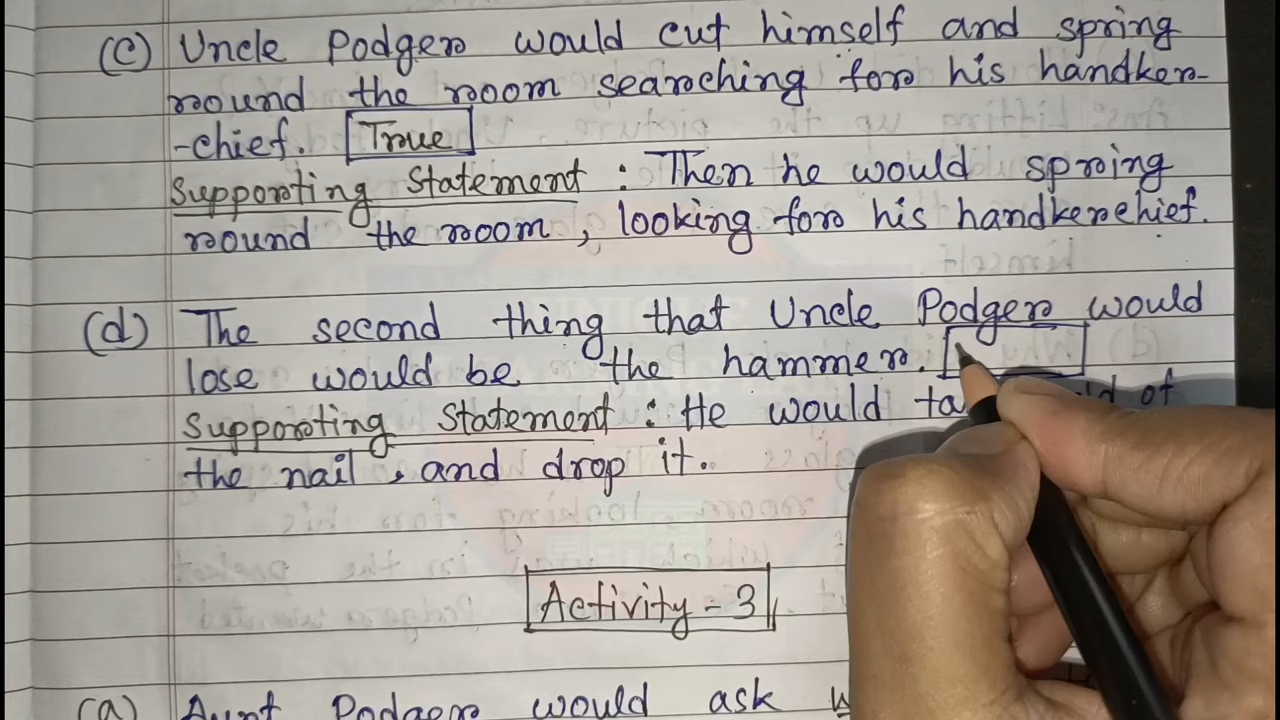 (c) Uncle Podger would cut himself and spring
round the room searching for his handker-
-chief. True
Supporting Statement : Then he would spring
round the room, looking for his handkerchief.
(d) The second thing that Uncle Podger would
lose would be the hammer.
Supporting Statement : He would of
the nail, and drop it.
Activity - 3
(a) Aunt Podger would ask